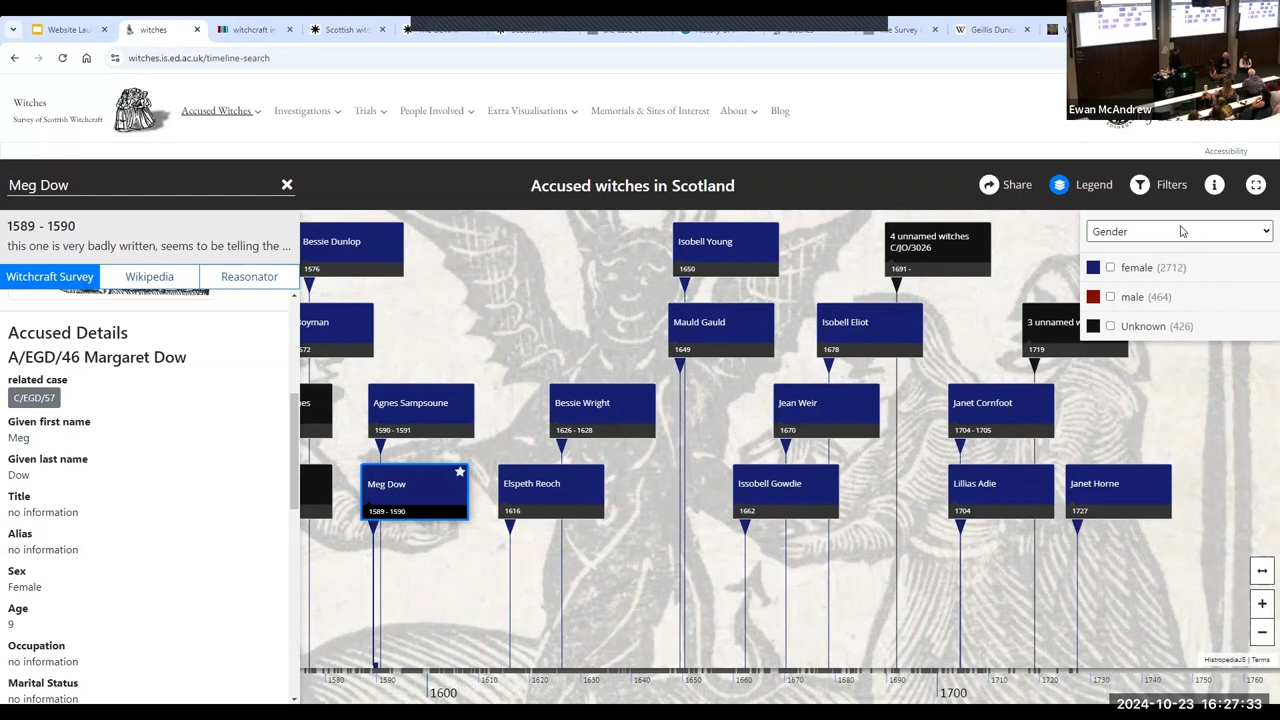 Website Lau
witches
witchcraft in
Scottish wit
Geillis Dunc
witches.is.ed.ac.uk/timeline-search
Ewan McAndrew
Witches
Survey of Scottish Witchcraft
Accused Witches
Investigations
Trials
People Involved
Extra Visualisations
Memorials & Sites of Interest
About
Blog
Accessibility
Meg Dow
Accused witches in Scotland
Share
Legend
Filters
1589 - 1590
this one is very badly written, seem to be telling the ...
Witchcraft Survey
Wikipedia
Reasonator
Accused Details
A/EGD/46 Margaret Dow
related case
C/EGD/57
Given first name
Meg
Given last name
Dow
Title
no information
Alias
no information
Sex
Female
Age
9
Occupation
no information
Marital Status
no information
Bessie Dunlop
1576
Isobell Young
1650
4 unnamed witches
C/JO/3026
1691 -
Gender
female (2712)
male (464)
Unknown (426)
oyman
572
Mauld Gauld
1649
Isobell Eliot
1678
3 unnamed w
1719
nes
Agnes Sampsoune
1590 - 1591
Bessie Wright
1626 - 1628
Jean Weir
1670
Janet Cornfoot
1704 - 1705
Meg Dow
1589 - 1590
Elspeth Reoch
1616
Issobell Gowdie
1662
Lillias Adie
1704
Janet Horne
1727
HistropediaJS | Terms
1580
1590
1600
1610
1620
1630
1640
1650
1660
1670
1680
1690
1700
1710
1720
1730
1740
1750
1760
2024-10-23 16:27:33